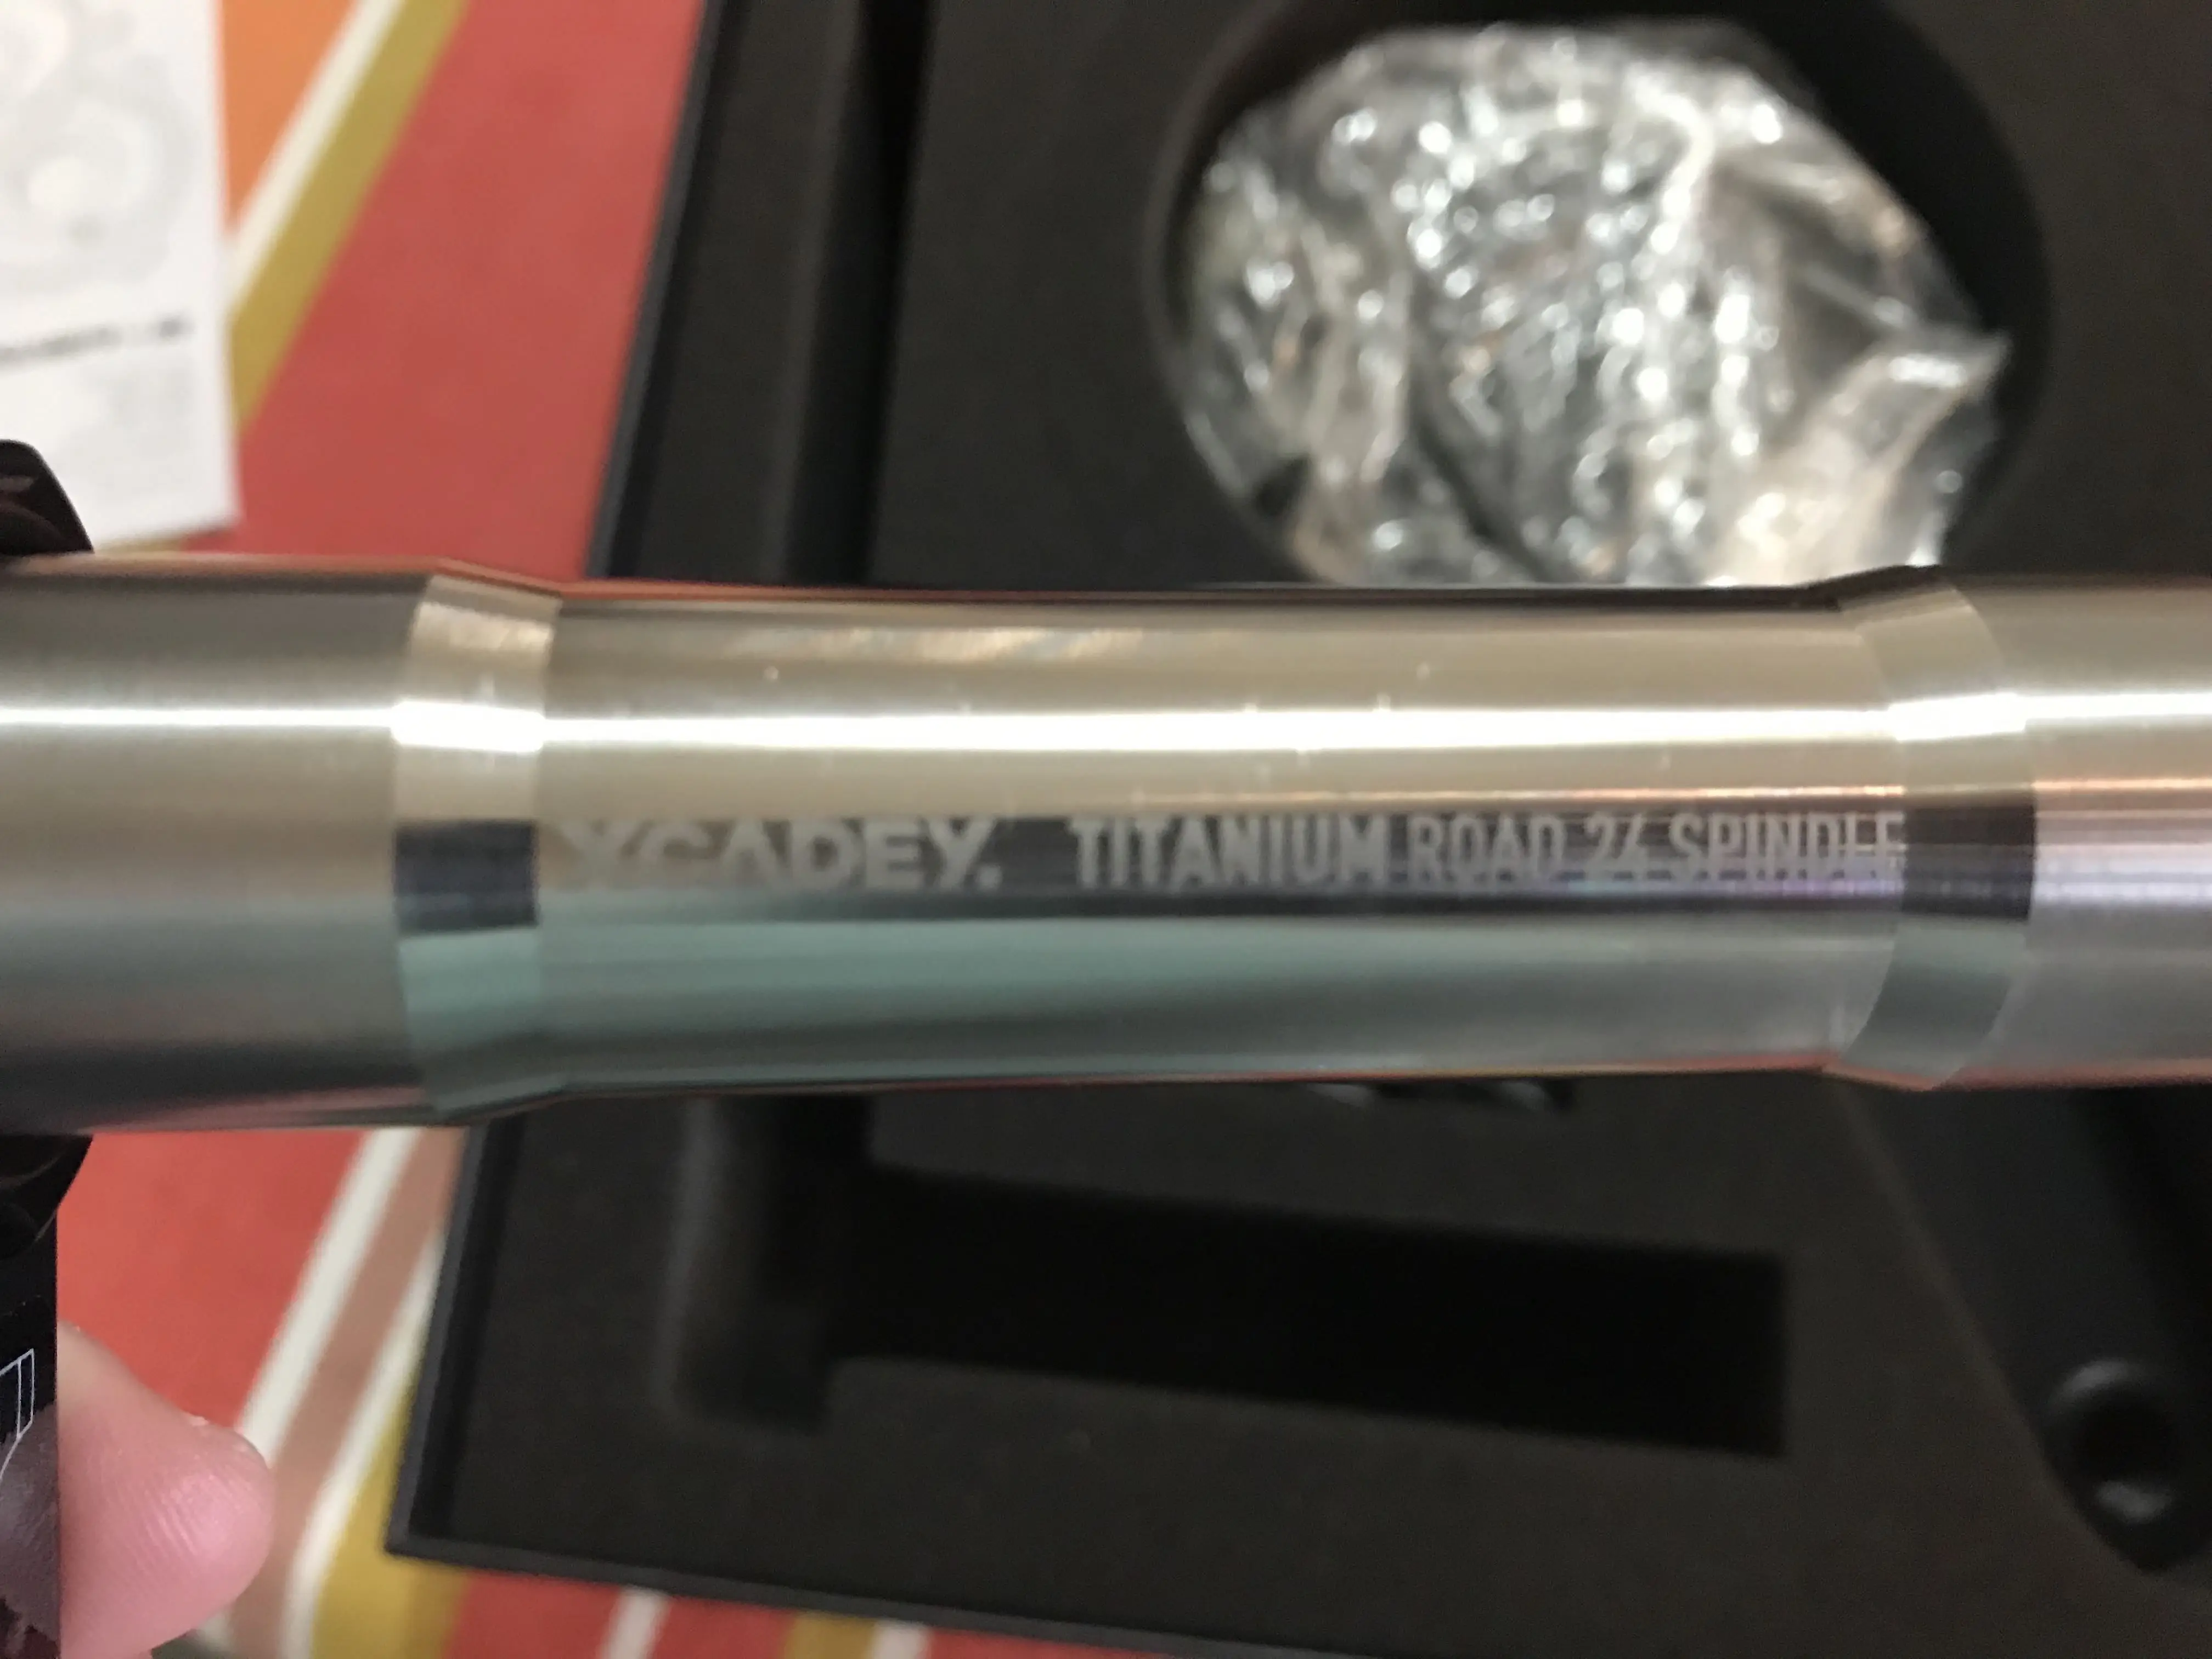 XCADEY. TITANIUM ROAD 24 SPINDLE